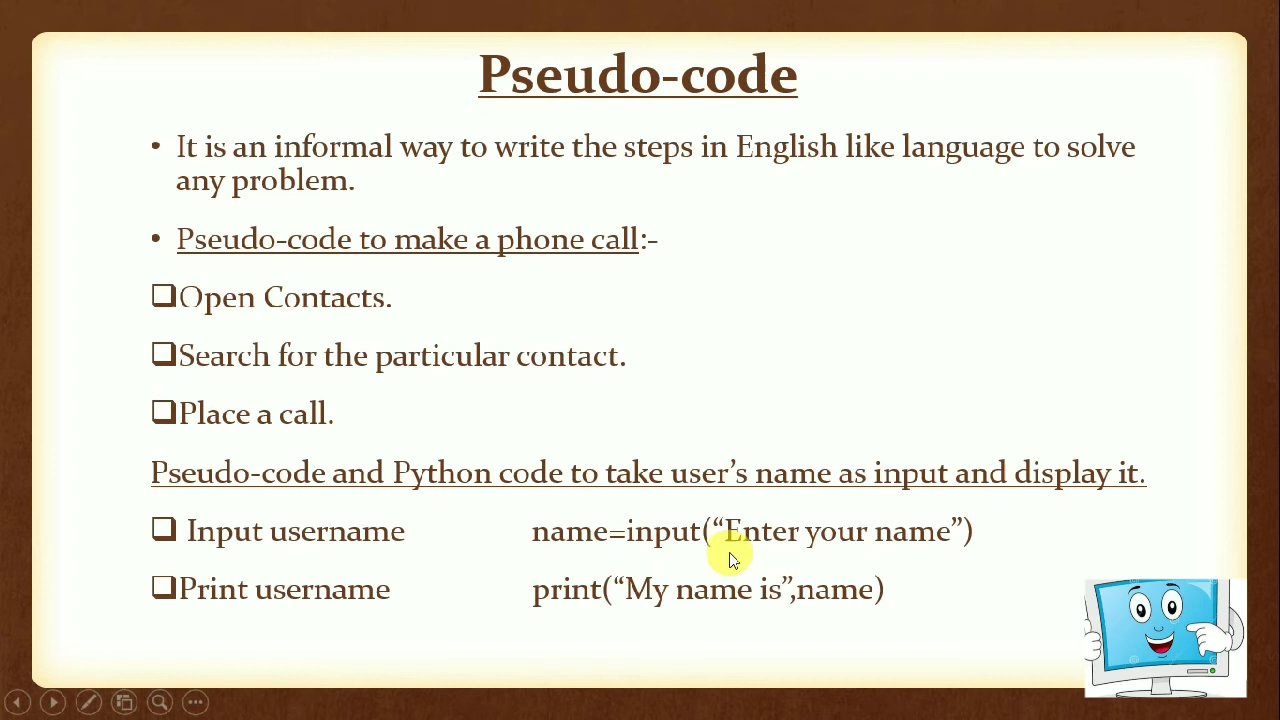 Pseudo-code
• It is an informal way to write the steps in English like language to solve
any problem.
• Pseudo-code to make a phone call:-
❑Open Contacts.
❑Search for the particular contact.
❑Place a call.
Pseudo-code and Python code to take user’s name as input and display it.
❑ Input username name=input(“Enter your name”)
❑Print username print(“My name is”,name)